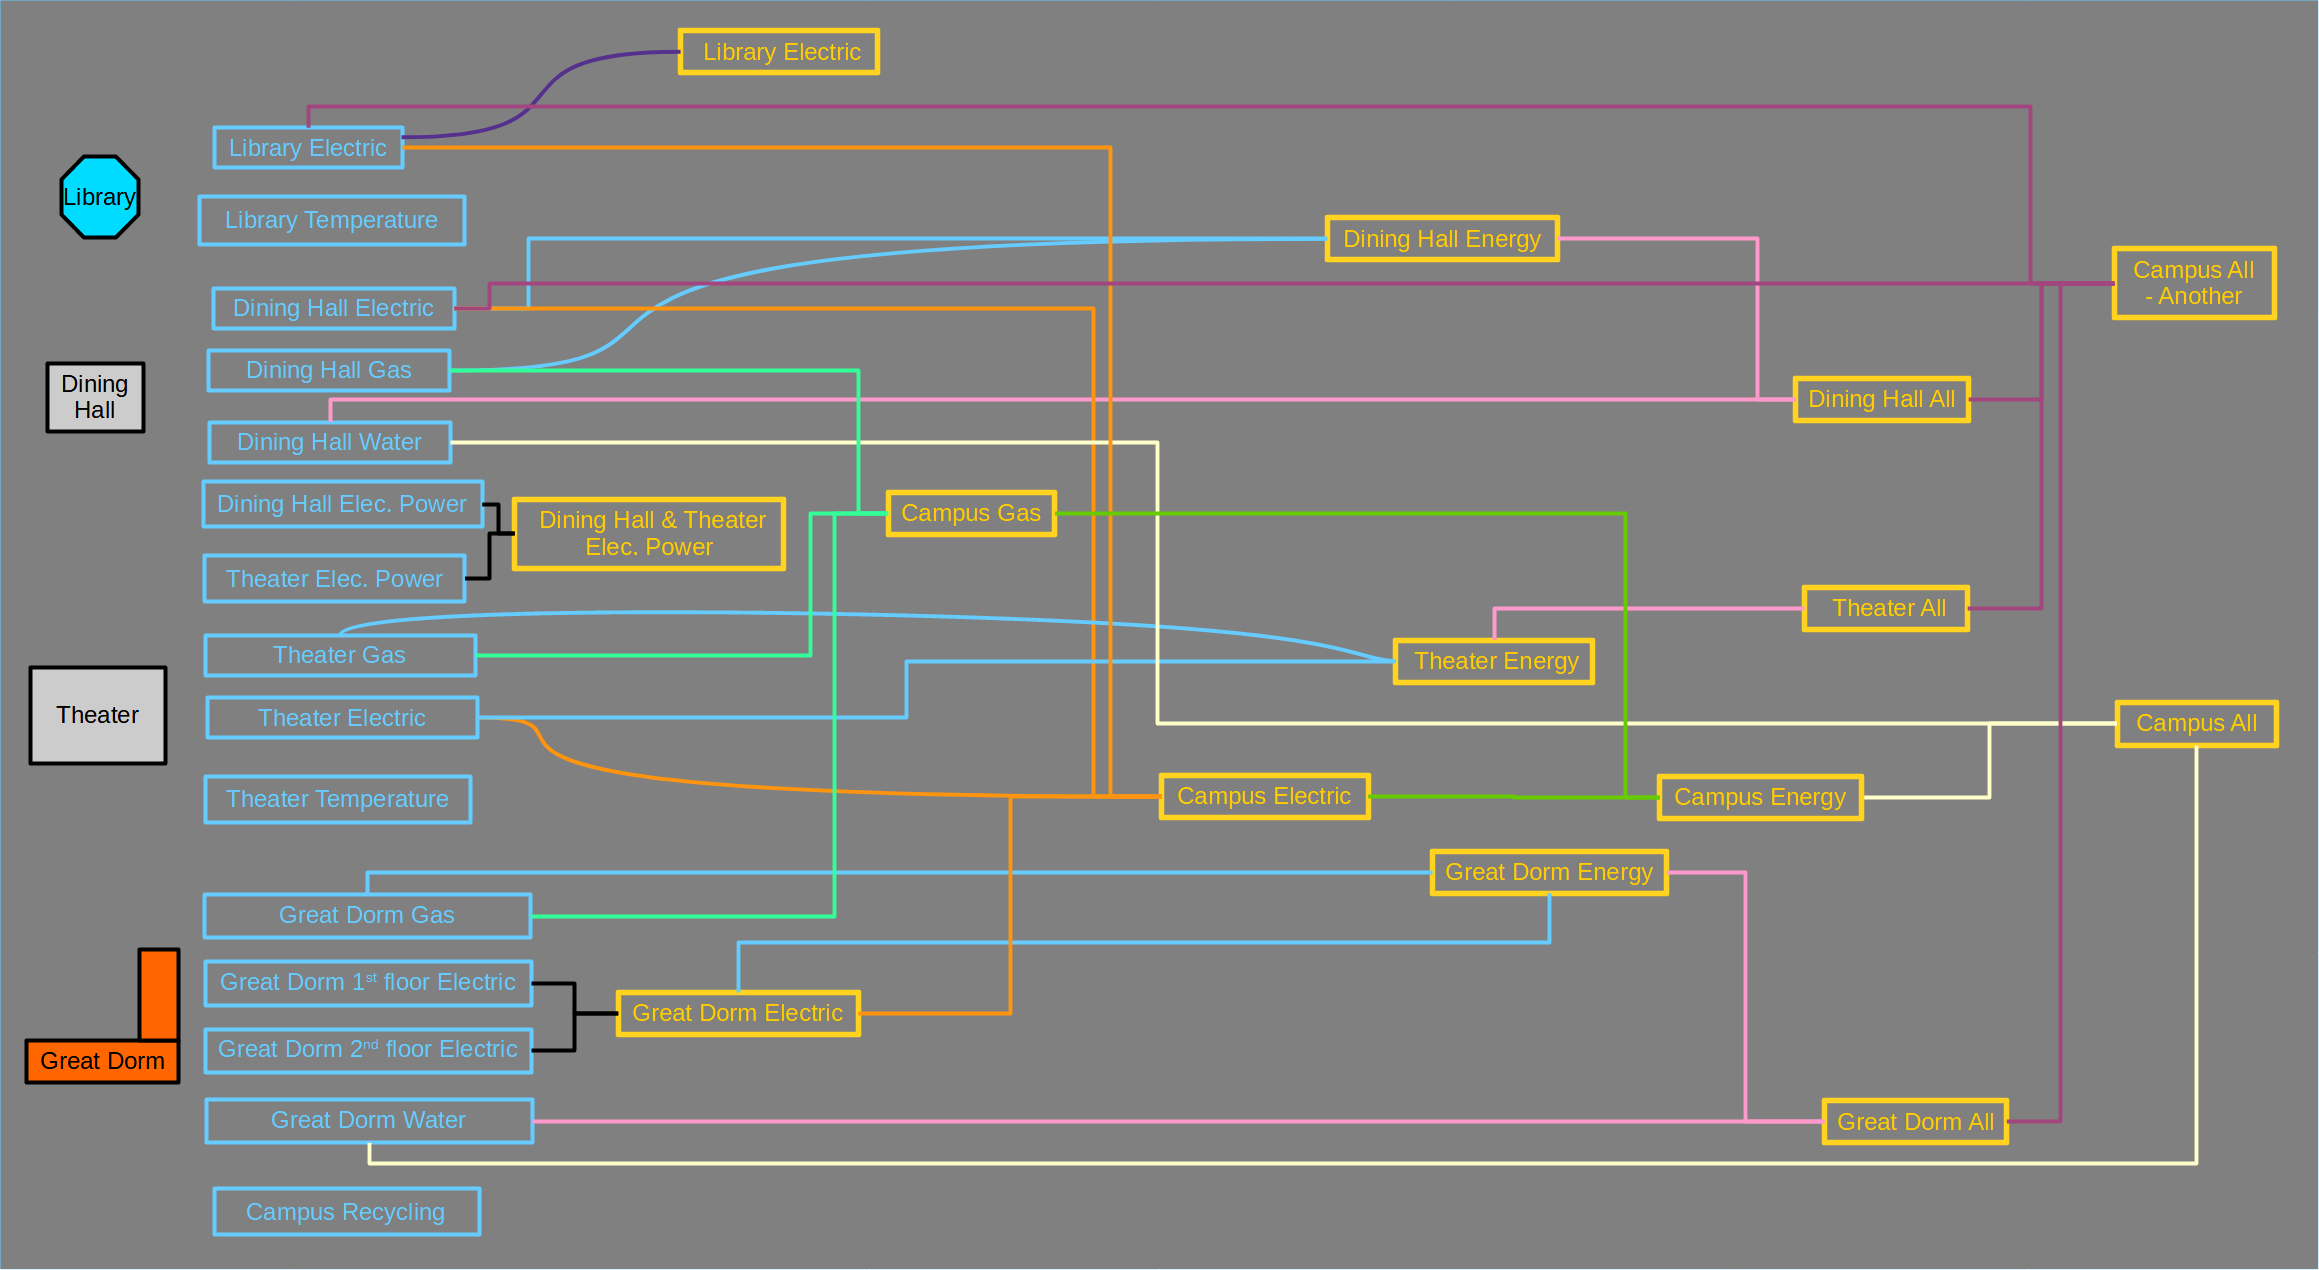 Library Electric
Library Electric
Library
Library Temperature
Dining Hall Energy
Campus All
- Another
Dining Hall Electric
Dining Hall Gas
Dining
Hall
Dining Hall All
Dining Hall Water
Dining Hall Elec. Power
Dining Hall & Theater
Elec. Power
Campus Gas
Theater Elec. Power
Theater All
Theater Gas
Theater Energy
Theater
Theater Electric
Campus All
Theater Temperature
Campus Electric
Campus Energy
Great Dorm Energy
Great Dorm Gas
Great Dorm 1st floor Electric
Great Dorm Electric
Great Dorm 2nd floor Electric
Great Dorm
Great Dorm Water
Great Dorm All
Campus Recycling